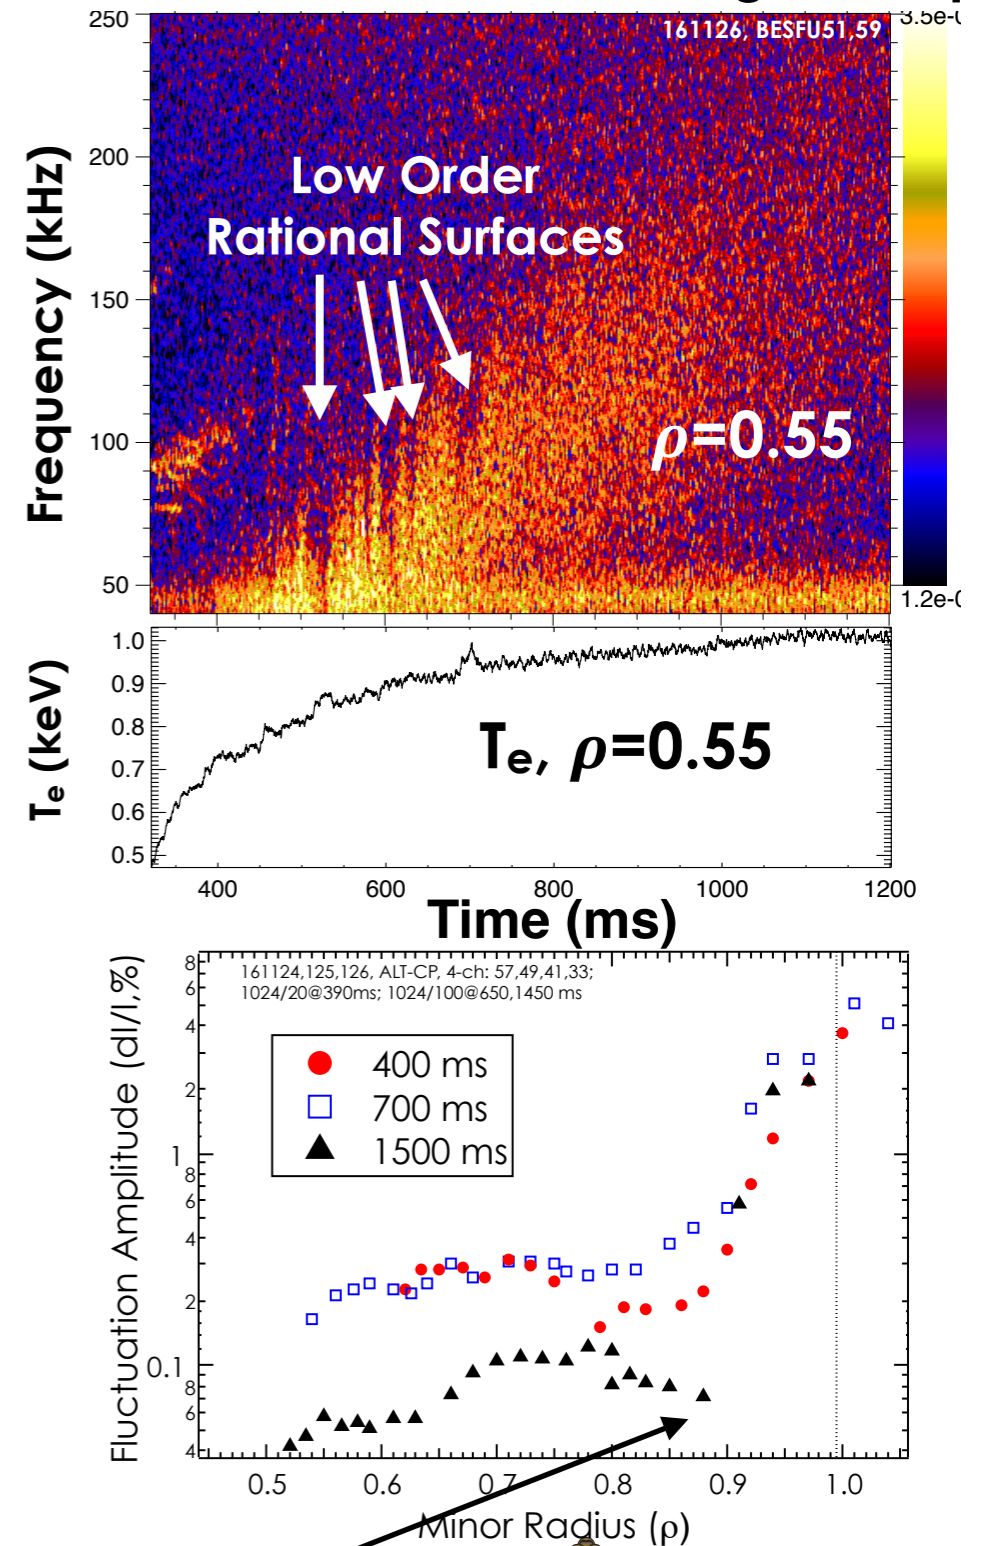 161126, BESFU51,59
3.5e-
250
200
150
100
50
Frequency (kHz)
Low Order
Rational Surfaces
ρ=0.55
1.2e-
1.0
0.9
0.8
0.7
0.6
0.5
Te (keV)
Te, ρ=0.55
400 600 800 1000 1200
Time (ms)
Fluctuation Amplitude (dI/I,%)
161124,125,126, ALT-CP, 4-ch: 57,49,41,33;
1024/20@390ms; 1024/100@650,1450 ms
400 ms
700 ms
1500 ms
8
6
4
2
1
8
6
4
2
0.1
8
6
4
0.5 0.6 0.7 0.8 0.9 1.0
Minor Radius (ρ)